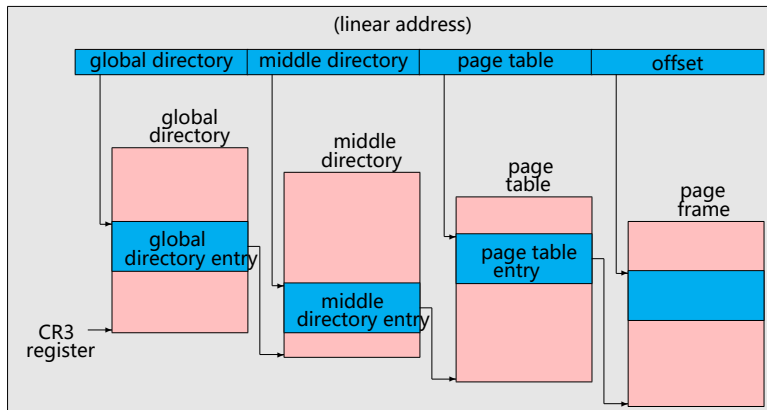 (linear address)
global directory
middle directory
page table
offset
global
directory
middle
directory
page
table
page
frame
global
directory entry
page table
entry
middle
directory entry
CR3
register